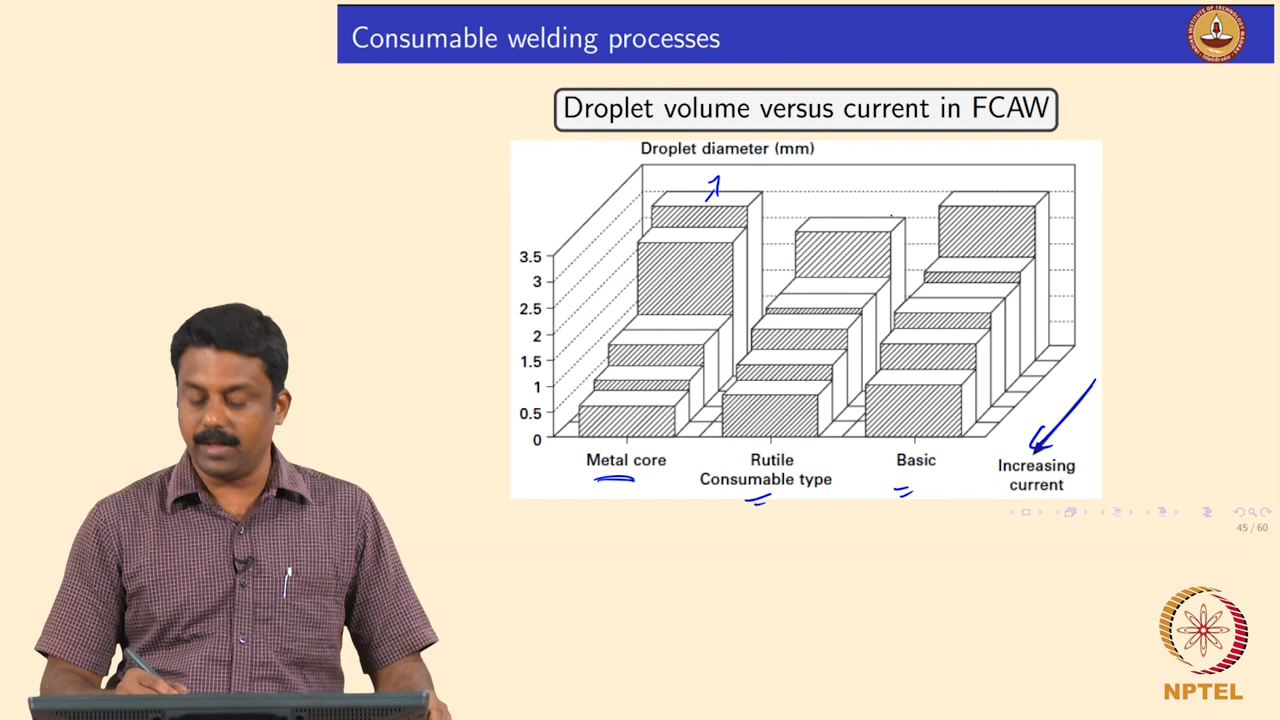 Consumable welding processes
Droplet volume versus current in FCAW
Droplet diameter (mm)
3.5
3
2.5
2
1.5
1
0.5
0
Metal core
Rutile
Basic
Consumable type
Increasing
current
45 / 60
NPTEL